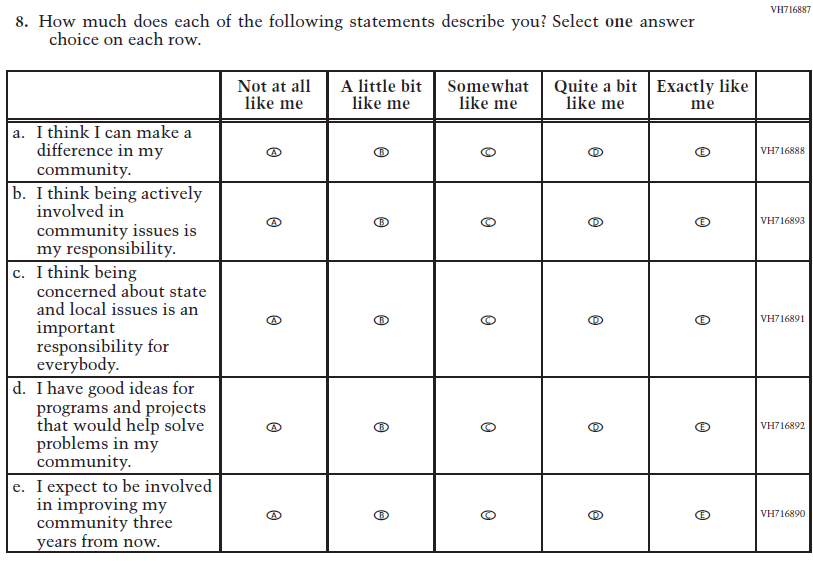 VH716887
8. How much does each of the following statements describe you? Select one answer
choice on each row.
Not at all
like me
A little bit
like me
Somewhat
like me
Quite a bit
like me
Exactly like
me
a. I think I can make a
difference in my
community.
A B C D E VH716888
b. I think being actively
involved in
community issues is
my responsibility.
A B C D E VH716893
c. I think being
concerned about state
and local issues is an
important
responsibility for
everybody.
A B C D E VH716891
d. I have good ideas for
programs and projects
that would help solve
problems in my
community.
A B C D E VH716892
e. I expect to be involved
in improving my
community three
years from now.
A B C D E VH716890